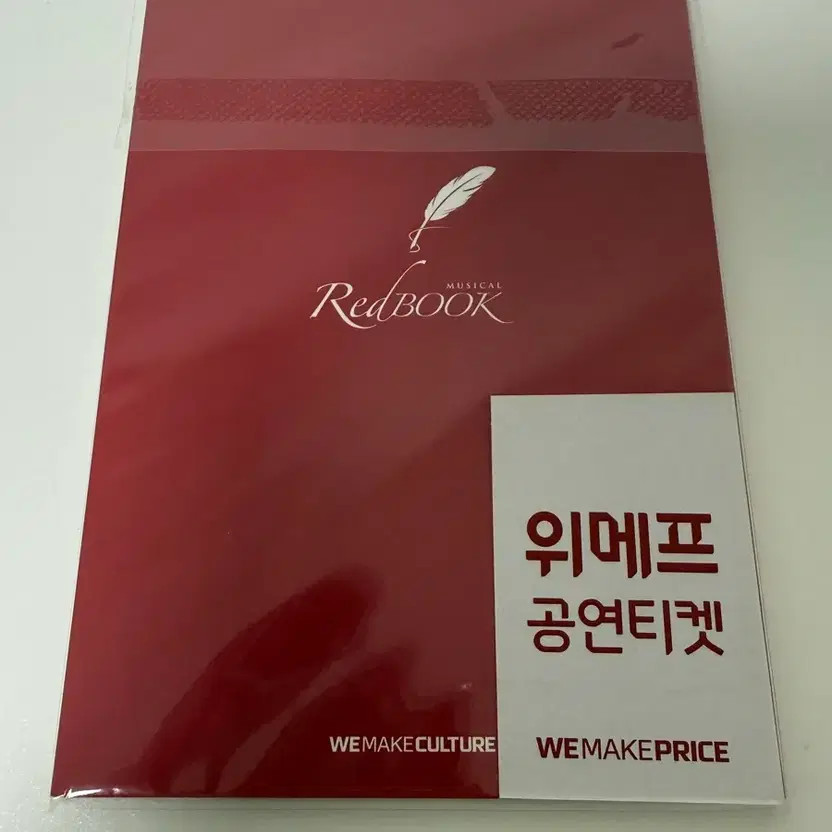 MUSICAL
RedBOOK
위메프
공연티켓
WEMAKECULTURE
WEMAKEPRICE